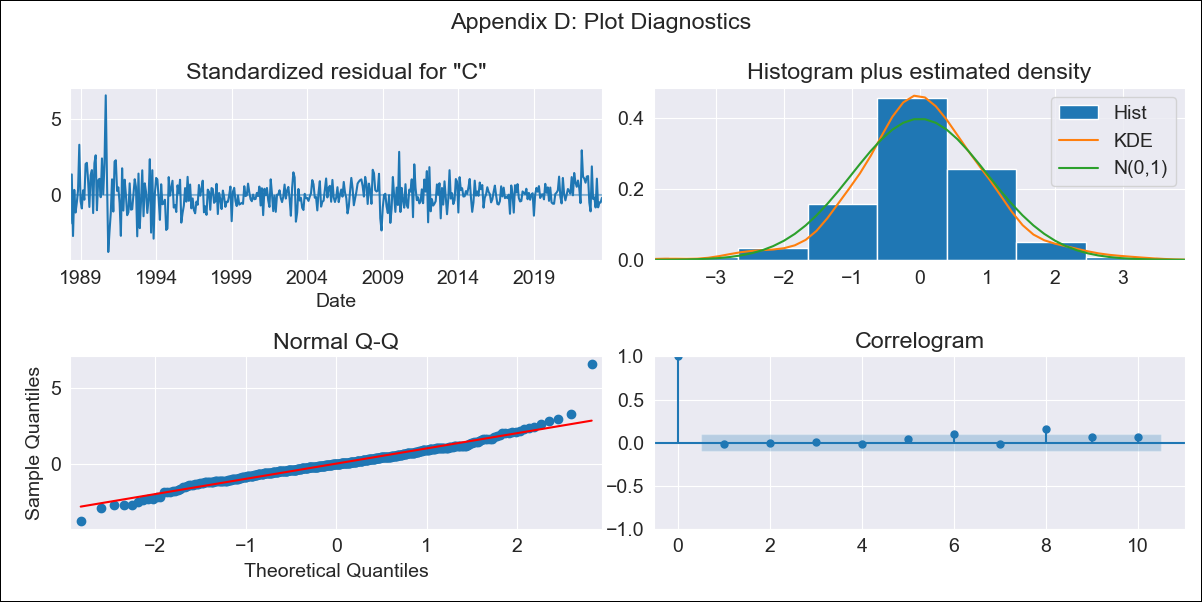 Appendix D: Plot Diagnostics
Standardized residual for "C"
5
0
1989 1994 1999 2004 2009 2014 2019
Date
Histogram plus estimated density
0.4
0.2
0.0
Hist
KDE
N(0,1)
−3 −2 −1 0 1 2 3
Normal Q-Q
Sample Quantiles
5
0
−2 −1 0 1 2
Theoretical Quantiles
Correlogram
1.0
0.5
0.0
−0.5
−1.0
0 2 4 6 8 10